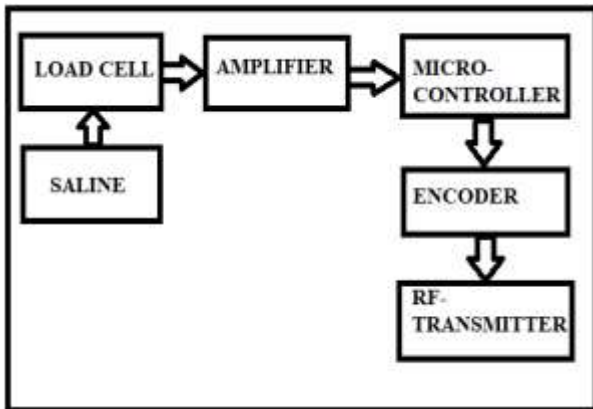 LOAD CELL
AMPLIFIER
MICRO-
CONTROLLER
SALINE
ENCODER
RF-
TRANSMITTER